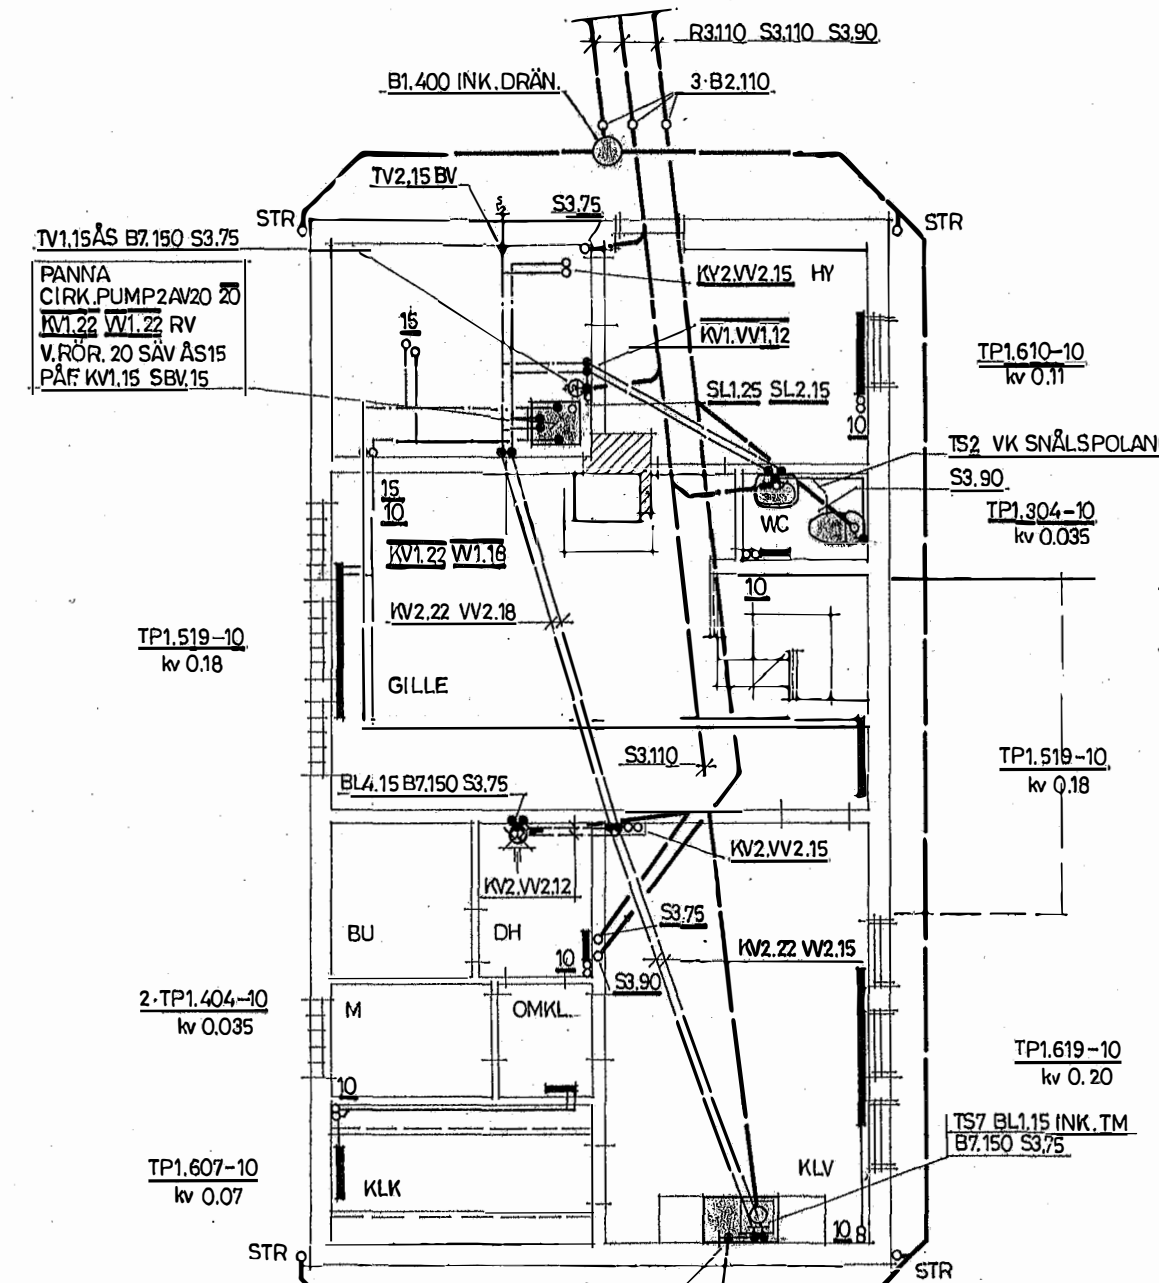 R3.110 S3.110 S3.90
B1.400 INK.DRÄN.
3·B2.110
TV2,15 BV
S3.75
STR
STR
TV1,15ÅS B7.150 S3.75
PANNA
CIRK.PUMP2AV20 20
KV1.22 VV1.22 RV
V.RÖR. 20 SÄV ÅS15
PÅF. KV1.15 SBV.15
KV2.VV2.15 HY
15
KV1.VV1.12
TP1.610-10
kv 0.11
SL1.25 SL2.15
10
TS2 VK SNÅLSPOLAN
S3.90
15
10
WC
TP1.304-10
kv 0.035
KV1.22 VV1.18
10
KV2.22 VV2.18
TP1.519-10
kv 0.18
GILLE
S3.110
TP1.519-10
kv 0.18
BL4.15 B7.150 S3.75
KV2.VV2.15
KV2.VV2.12
S3.75
BU
DH
10
KV2.22 VV2.15
S3.90
2·TP1.404-10
kv 0.035
M
OMKL.
TP1.619-10
kv 0.20
10
TS7 BL1.15 INK.TM
B7.150 S3.75
TP1.607-10
kv 0.07
KLK
KLV
10
STR
STR